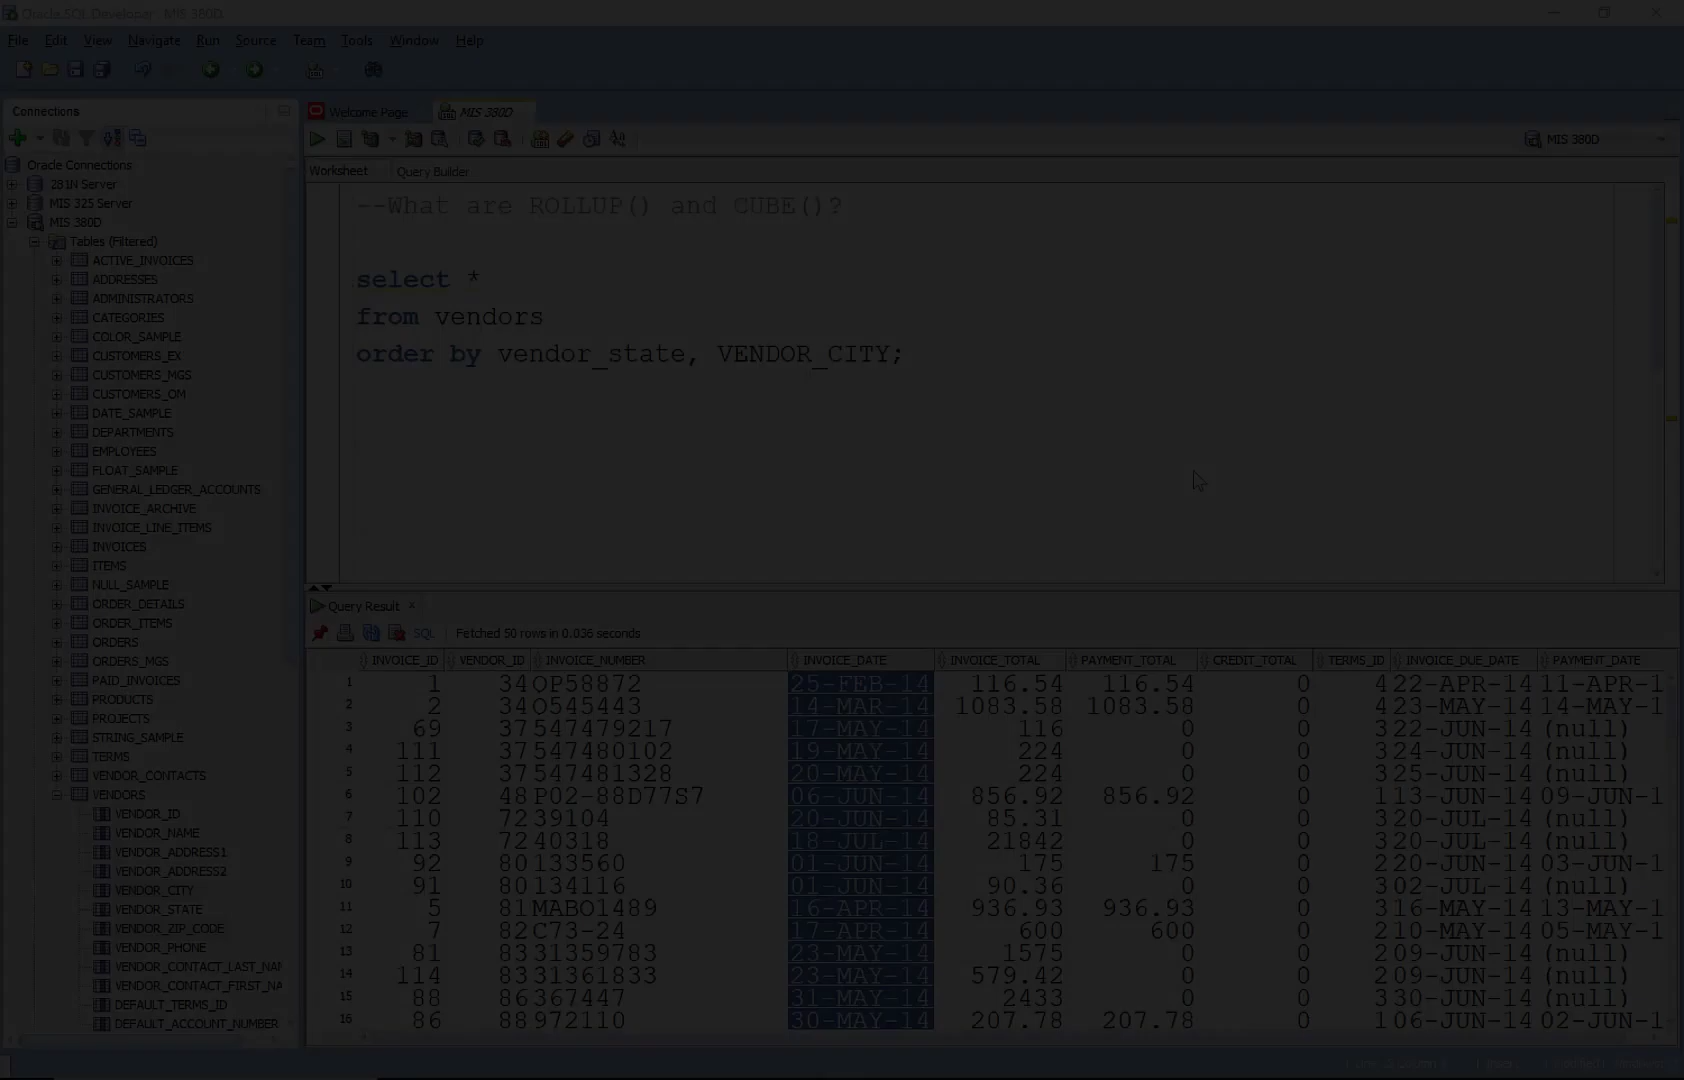 Oracle SQL Developer : MIS 380D
File Edit View Navigate Run Source Team Tools Window Help
Connections
Welcome Page MIS 380D
MIS 380D
Worksheet Query Builder
Oracle Connections
281N Server
MIS 325 Server
MIS 380D
Tables (Filtered)
ACTIVE_INVOICES
ADDRESSES
ADMINISTRATORS
CATEGORIES
COLOR_SAMPLE
CUSTOMERS_EX
CUSTOMERS_MGS
CUSTOMERS_OM
DATE_SAMPLE
DEPARTMENTS
EMPLOYEES
FLOAT_SAMPLE
GENERAL_LEDGER_ACCOUNTS
INVOICE_ARCHIVE
INVOICE_LINE_ITEMS
INVOICES
ITEMS
NULL_SAMPLE
ORDER_DETAILS
ORDER_ITEMS
ORDERS
ORDERS_MGS
PAID_INVOICES
PRODUCTS
PROJECTS
STRING_SAMPLE
TERMS
VENDOR_CONTACTS
VENDORS
VENDOR_ID
VENDOR_NAME
VENDOR_ADDRESS1
VENDOR_ADDRESS2
VENDOR_CITY
VENDOR_STATE
VENDOR_ZIP_CODE
VENDOR_PHONE
VENDOR_CONTACT_LAST_NAM
VENDOR_CONTACT_FIRST_NA
DEFAULT_TERMS_ID
DEFAULT_ACCOUNT_NUMBER
--What are ROLLUP() and CUBE()?
select *
from vendors
order by vendor_state, VENDOR_CITY;
Query Result ×
SQL Fetched 50 rows in 0.036 seconds
INVOICE_ID VENDOR_ID INVOICE_NUMBER INVOICE_DATE INVOICE_TOTAL PAYMENT_TOTAL CREDIT_TOTAL TERMS_ID INVOICE_DUE_DATE PAYMENT_DATE
1 1 34 QP58872 25-FEB-14 116.54 116.54 0 4 22-APR-14 11-APR-1
2 2 34 Q545443 14-MAR-14 1083.58 1083.58 0 4 23-MAY-14 14-MAY-1
3 69 37 547479217 17-MAY-14 116 0 0 3 22-JUN-14 (null)
4 111 37 547480102 19-MAY-14 224 0 0 3 24-JUN-14 (null)
5 112 37 547481328 20-MAY-14 224 0 0 3 25-JUN-14 (null)
6 102 48 P02-88D77S7 06-JUN-14 856.92 856.92 0 1 13-JUN-14 09-JUN-1
7 110 72 39104 20-JUN-14 85.31 0 0 3 20-JUL-14 (null)
8 113 72 40318 18-JUL-14 21842 0 0 3 20-JUL-14 (null)
9 92 80 133560 01-JUN-14 175 175 0 2 20-JUN-14 03-JUN-1
10 91 80 134116 01-JUN-14 90.36 0 0 3 02-JUL-14 (null)
11 5 81 MABO1489 16-APR-14 936.93 936.93 0 3 16-MAY-14 13-MAY-1
12 7 82 C73-24 17-APR-14 600 600 0 2 10-MAY-14 05-MAY-1
13 81 83 31359783 23-MAY-14 1575 0 0 2 09-JUN-14 (null)
14 114 83 31361833 23-MAY-14 579.42 0 0 2 09-JUN-14 (null)
15 88 86 367447 31-MAY-14 2433 0 0 3 30-JUN-14 (null)
16 86 88 972110 30-MAY-14 207.78 207.78 0 1 06-JUN-14 02-JUN-1